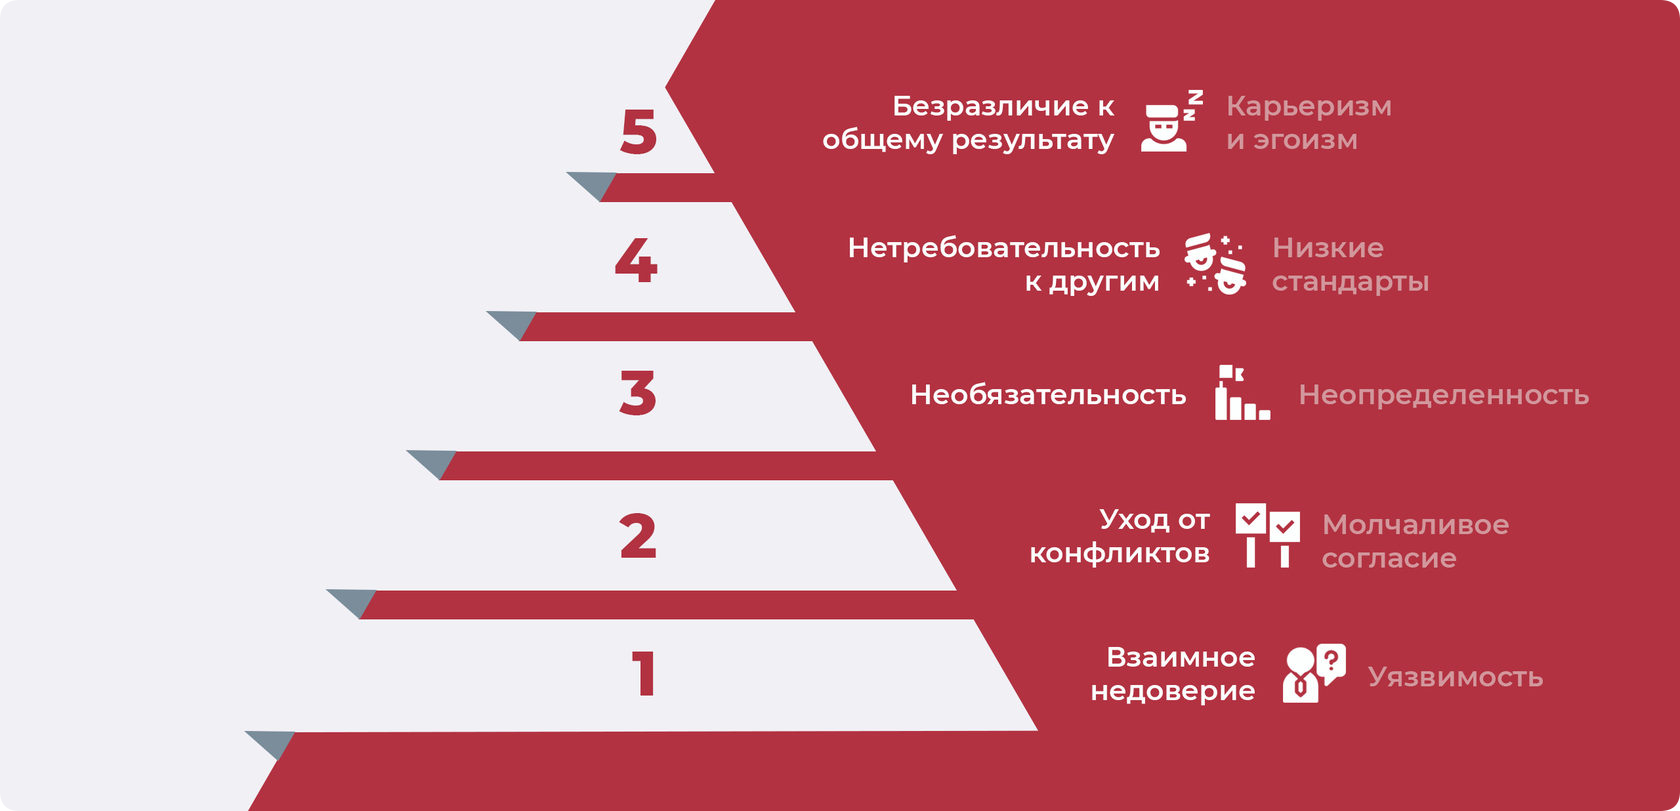 5
Безразличие к
общему результату
Карьеризм
и эгоизм
4
Нетребовательность
к другим
Низкие
стандарты
3
Необязательность
Неопределенность
2
Уход от
конфликтов
Молчаливое
согласие
1
Взаимное
недоверие
Уязвимость